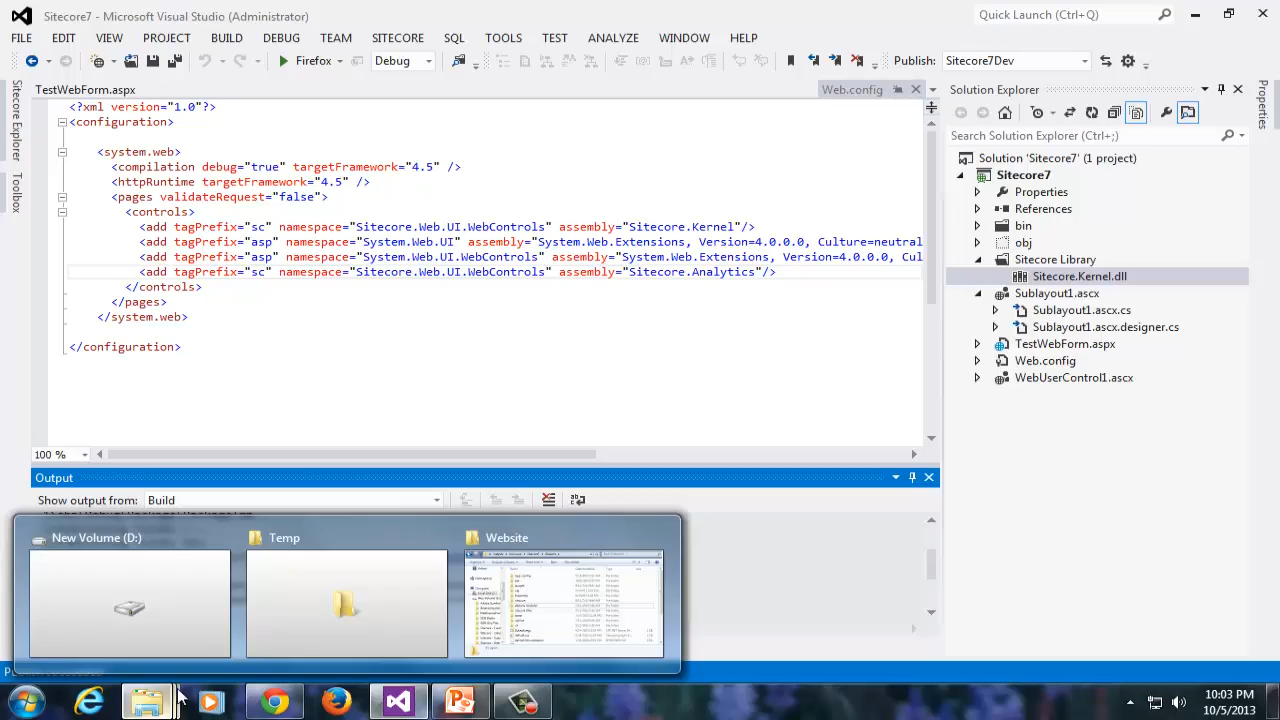 Sitecore7 - Microsoft Visual Studio (Administrator)
Quick Launch (Ctrl+Q)
FILE EDIT VIEW PROJECT BUILD DEBUG TEAM SITECORE SQL TOOLS TEST ANALYZE WINDOW HELP
Firefox Debug Publish: Sitecore7Dev
TestWebForm.aspx Web.config
Solution Explorer
Sitecore Explorer
Toolbox
Properties
Search Solution Explorer (Ctrl+;)
<?xml version="1.0"?>
<configuration>
<system.web>
<compilation debug="true" targetFramework="4.5" />
<httpRuntime targetFramework="4.5" />
<pages validateRequest="false">
<controls>
<add tagPrefix="sc" namespace="Sitecore.Web.UI.WebControls" assembly="Sitecore.Kernel"/>
<add tagPrefix="asp" namespace="System.Web.UI" assembly="System.Web.Extensions, Version=4.0.0.0, Culture=neutral
<add tagPrefix="asp" namespace="System.Web.UI.WebControls" assembly="System.Web.Extensions, Version=4.0.0.0, Cul
<add tagPrefix="sc" namespace="Sitecore.Web.UI.WebControls" assembly="Sitecore.Analytics"/>
</controls>
</pages>
</system.web>
</configuration>
Solution 'Sitecore7' (1 project)
Sitecore7
Properties
References
bin
obj
Sitecore Library
Sitecore.Kernel.dll
Sublayout1.ascx
Sublayout1.ascx.cs
Sublayout1.ascx.designer.cs
TestWebForm.aspx
Web.config
WebUserControl1.ascx
100 %
Output
Show output from: Build
New Volume (D:) Temp Website
10:03 PM
10/5/2013